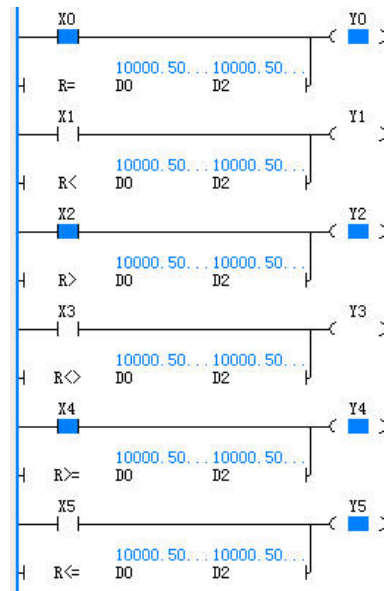 X0 Y0
10000.50...10000.50...
R= D0 D2
X1 Y1
10000.50...10000.50...
R< D0 D2
X2 Y2
10000.50...10000.50...
R> D0 D2
X3 Y3
10000.50...10000.50...
R<> D0 D2
X4 Y4
10000.50...10000.50...
R>= D0 D2
X5 Y5
10000.50...10000.50...
R<= D0 D2